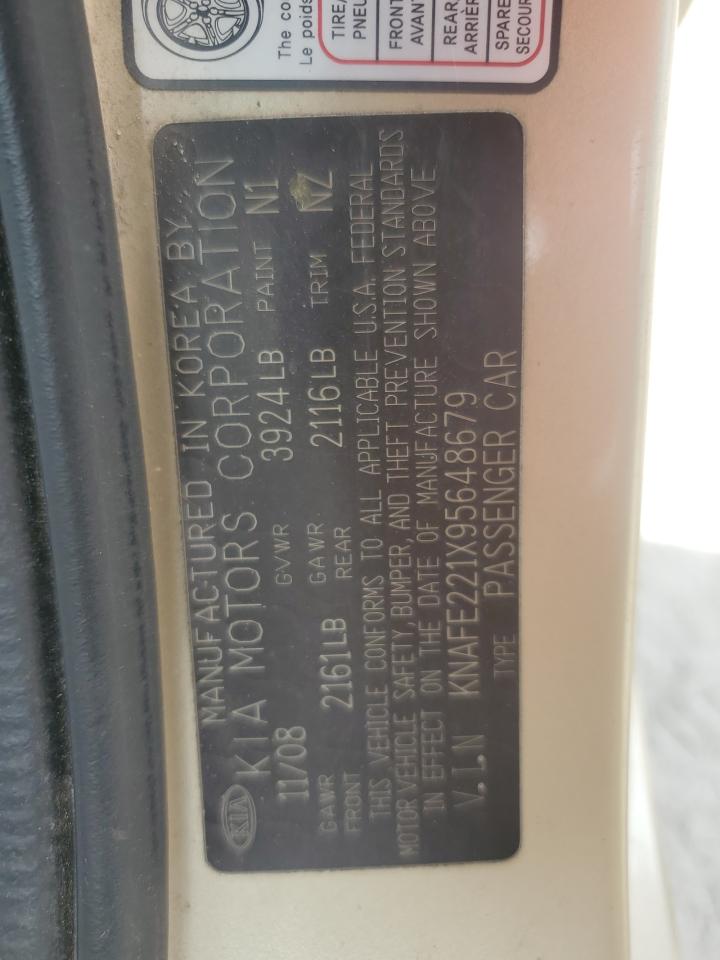 The co
Le poids
TIRE/
PNEU
FRONT
AVANT
REAR/
ARRIÈR
SPARE
SECOUR
MANUFACTURED IN KOREA BY
KIA KIA MOTORS CORPORATION
11/08 GVWR 3924LB PAINT N1
GAWR FRONT 2161LB GAWR REAR 2116LB TRIM NZ
THIS VEHICLE CONFORMS TO ALL APPLICABLE U.S.A. FEDERAL
MOTOR VEHICLE SAFETY, BUMPER, AND THEFT PREVENTION STANDARDS
IN EFFECT ON THE DATE OF MANUFACTURE SHOWN ABOVE
V.I.N KNAFE221X95648679
TYPE PASSENGER CAR